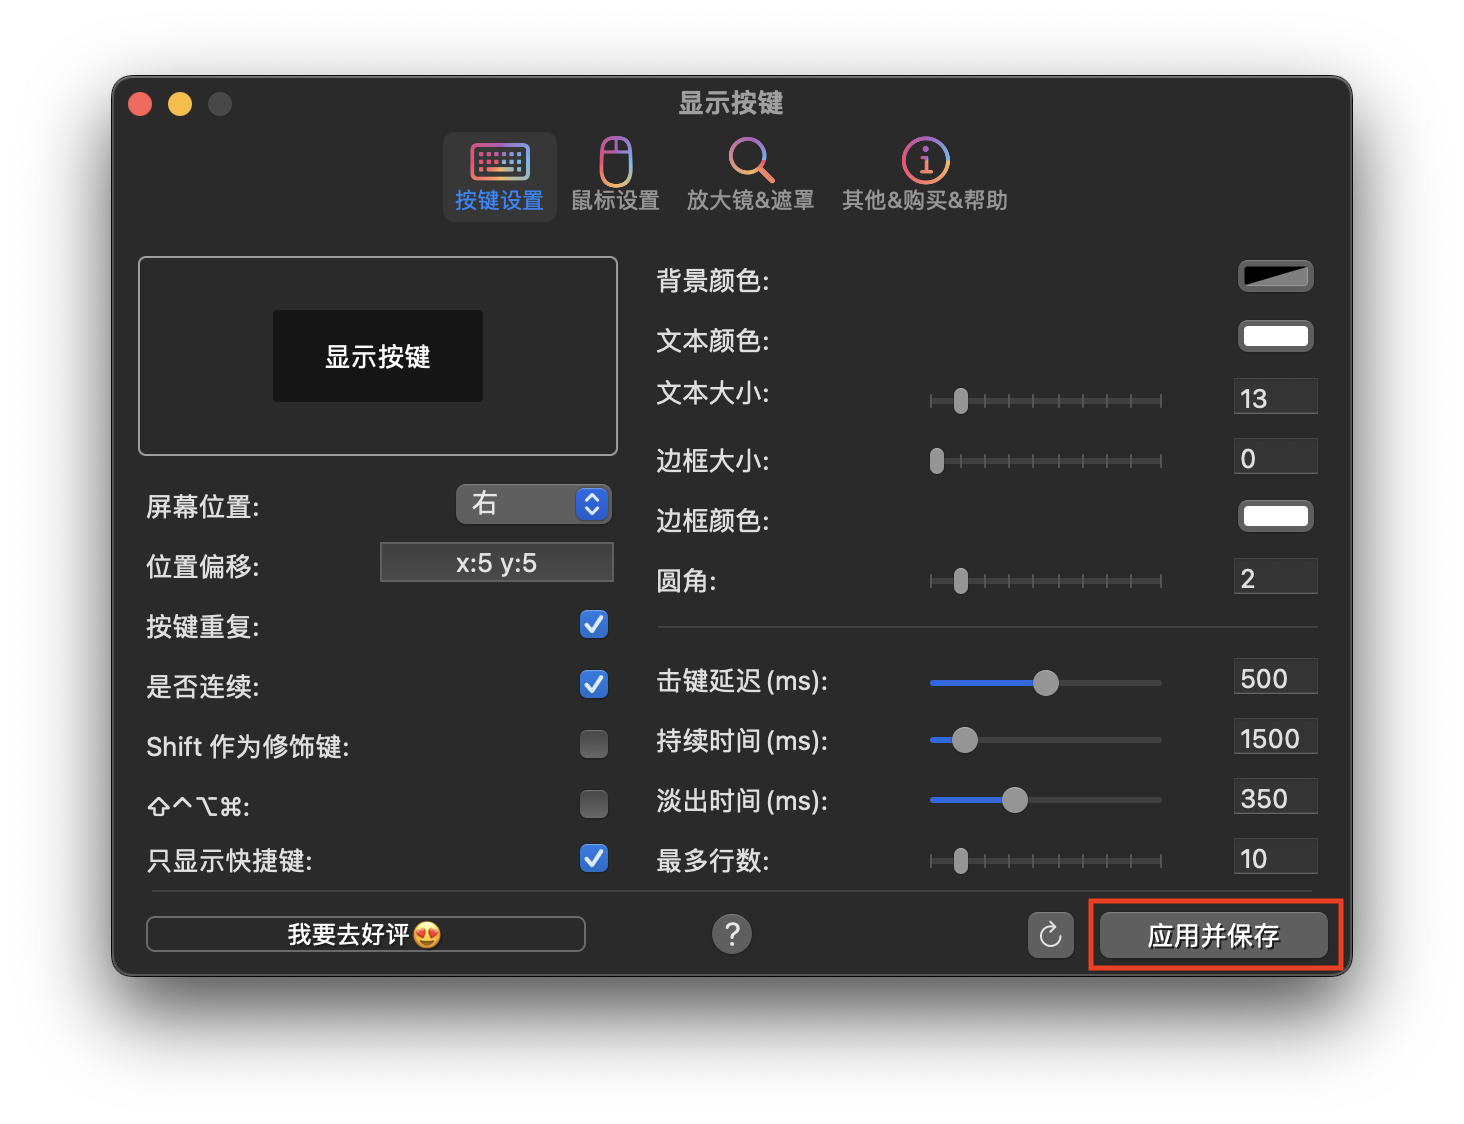 显示按键
按键设置
鼠标设置
放大镜&遮罩
其他&购买&帮助
显示按键
屏幕位置:
右
位置偏移:
x:5 y:5
按键重复:
是否连续:
Shift 作为修饰键:
⇧⌃⌥⌘:
只显示快捷键:
背景颜色:
文本颜色:
文本大小:
13
边框大小:
0
边框颜色:
圆角:
2
击键延迟(ms):
500
持续时间(ms):
1500
淡出时间(ms):
350
最多行数:
10
我要去好评😍
?
应用并保存